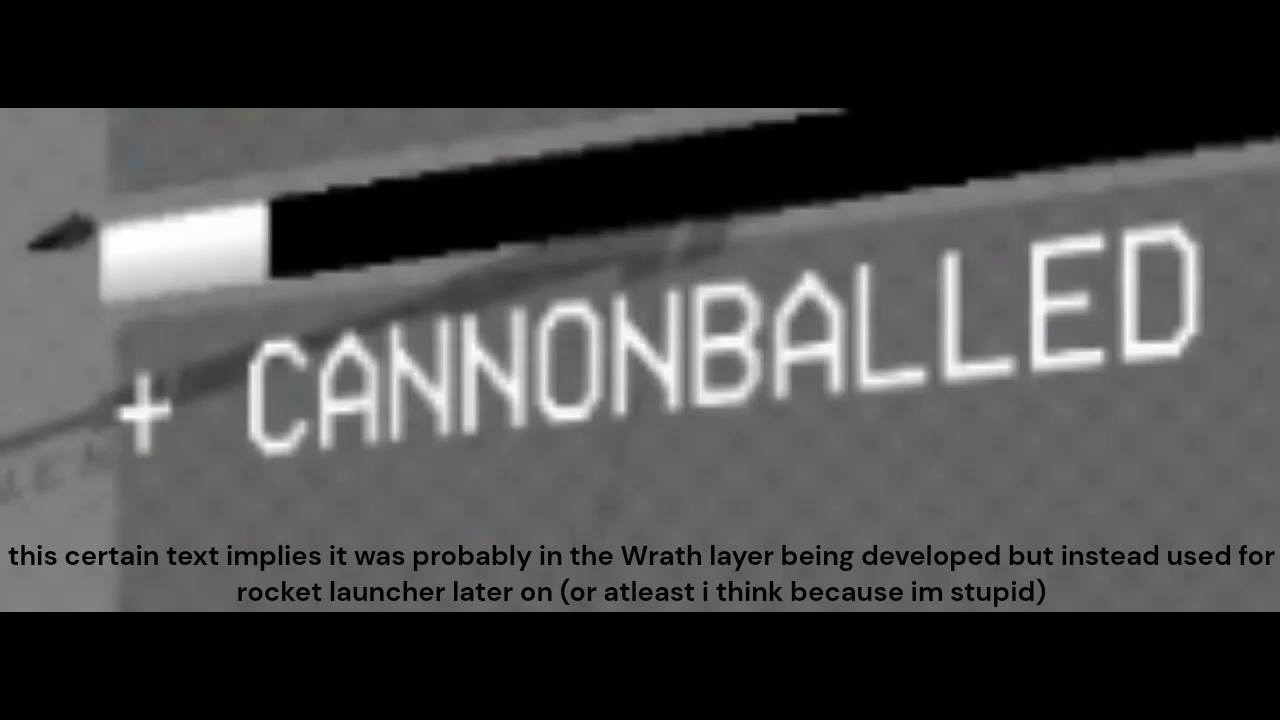 + CANNONBALLED
this certain text implies it was probably in the Wrath layer being developed but instead used for
rocket launcher later on (or atleast i think because im stupid)